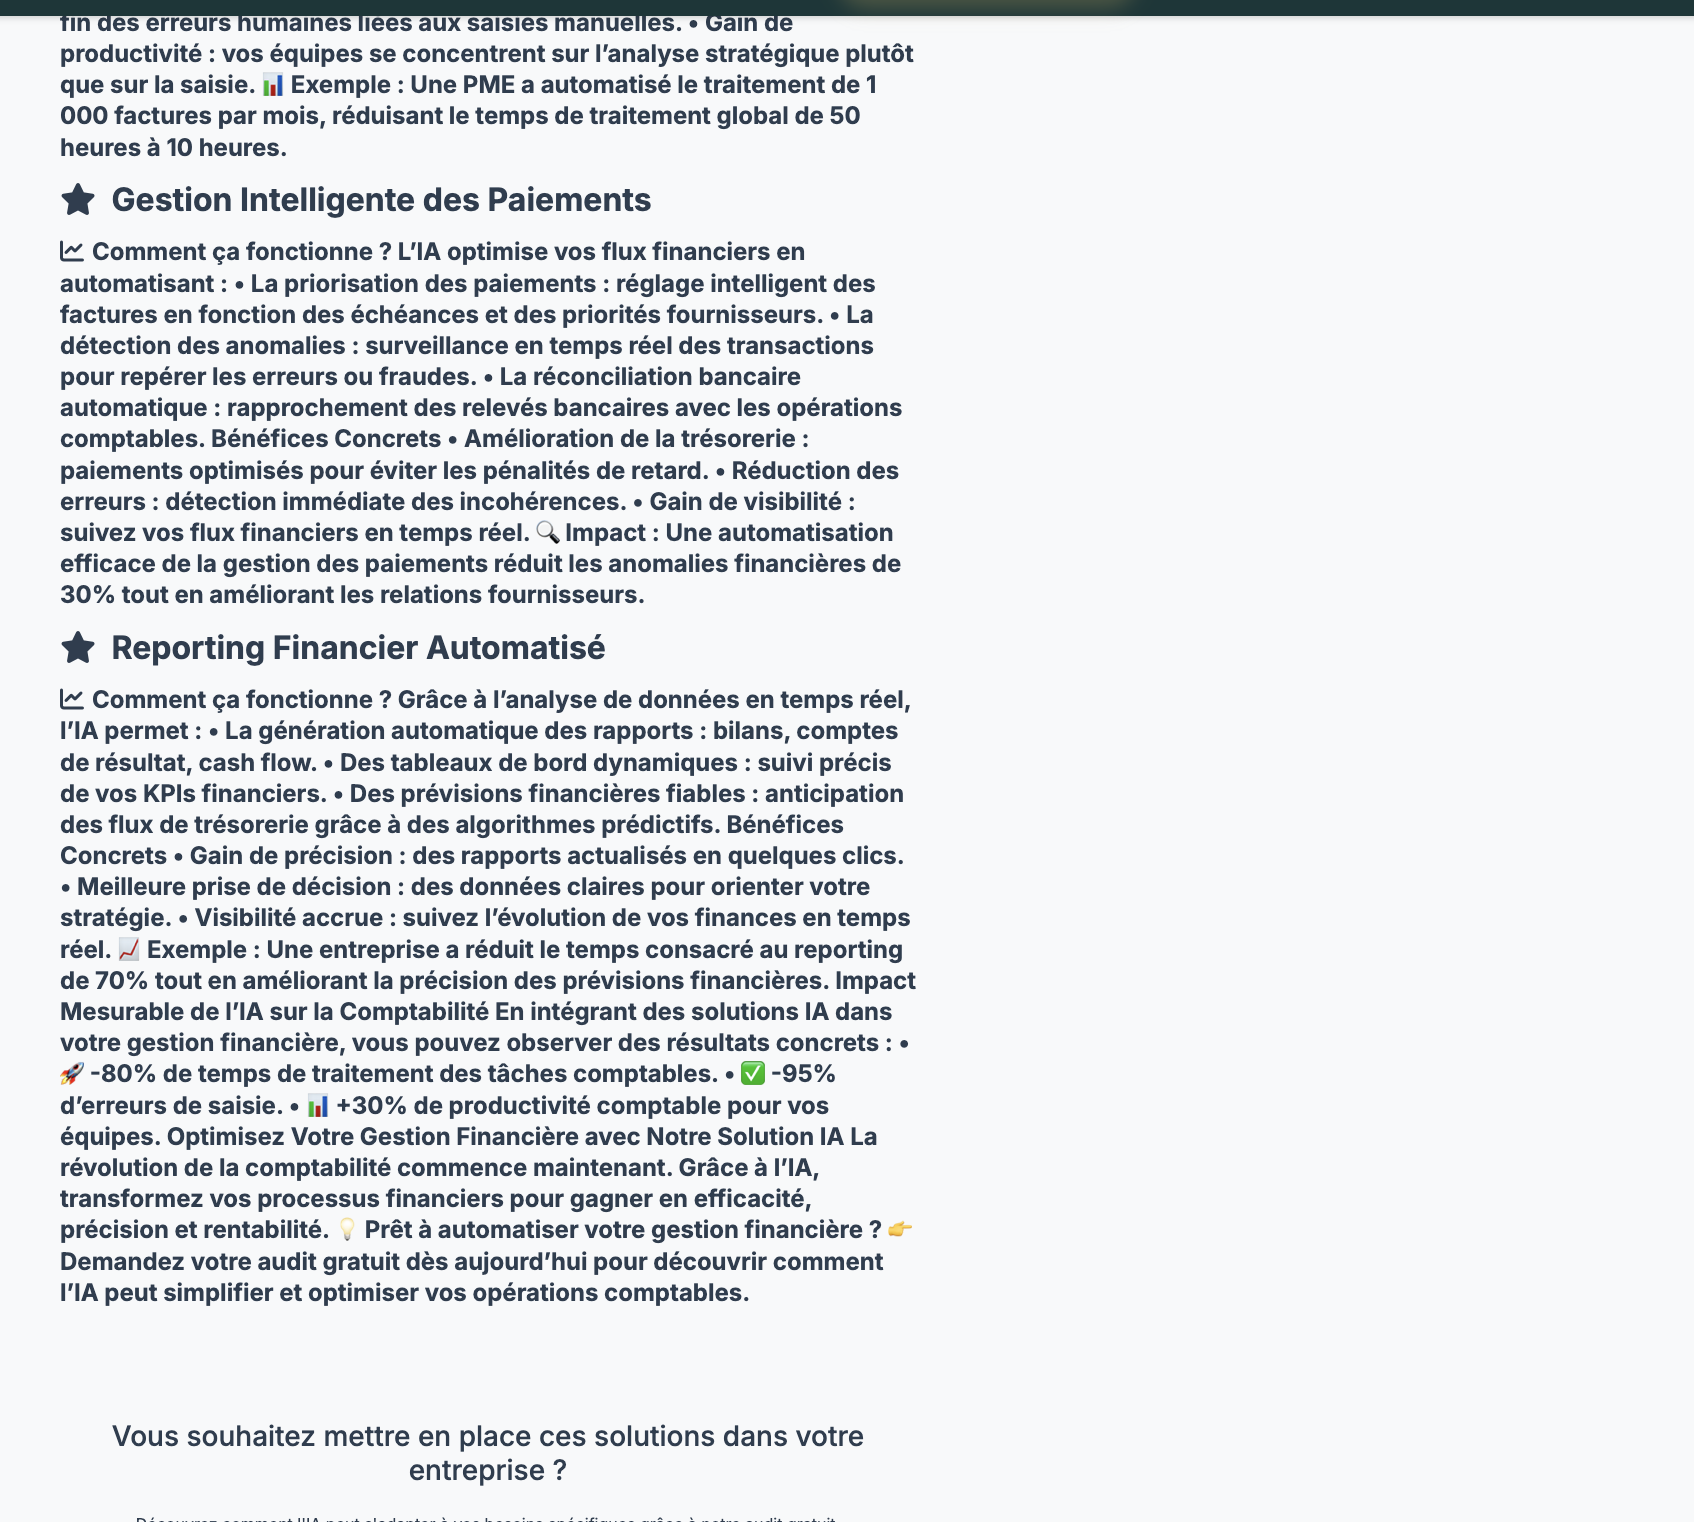 fin des erreurs humaines liées aux saisies manuelles. • Gain de
productivité : vos équipes se concentrent sur l’analyse stratégique plutôt
que sur la saisie. 📊 Exemple : Une PME a automatisé le traitement de 1
000 factures par mois, réduisant le temps de traitement global de 50
heures à 10 heures.
Gestion Intelligente des Paiements
Comment ça fonctionne ? L’IA optimise vos flux financiers en
automatisant : • La priorisation des paiements : réglage intelligent des
factures en fonction des échéances et des priorités fournisseurs. • La
détection des anomalies : surveillance en temps réel des transactions
pour repérer les erreurs ou fraudes. • La réconciliation bancaire
automatique : rapprochement des relevés bancaires avec les opérations
comptables. Bénéfices Concrets • Amélioration de la trésorerie :
paiements optimisés pour éviter les pénalités de retard. • Réduction des
erreurs : détection immédiate des incohérences. • Gain de visibilité :
suivez vos flux financiers en temps réel. 🔍 Impact : Une automatisation
efficace de la gestion des paiements réduit les anomalies financières de
30% tout en améliorant les relations fournisseurs.
Reporting Financier Automatisé
Comment ça fonctionne ? Grâce à l’analyse de données en temps réel,
l’IA permet : • La génération automatique des rapports : bilans, comptes
de résultat, cash flow. • Des tableaux de bord dynamiques : suivi précis
de vos KPIs financiers. • Des prévisions financières fiables : anticipation
des flux de trésorerie grâce à des algorithmes prédictifs. Bénéfices
Concrets • Gain de précision : des rapports actualisés en quelques clics.
• Meilleure prise de décision : des données claires pour orienter votre
stratégie. • Visibilité accrue : suivez l’évolution de vos finances en temps
réel. 📈 Exemple : Une entreprise a réduit le temps consacré au reporting
de 70% tout en améliorant la précision des prévisions financières. Impact
Mesurable de l’IA sur la Comptabilité En intégrant des solutions IA dans
votre gestion financière, vous pouvez observer des résultats concrets : •
🚀 -80% de temps de traitement des tâches comptables. • ✅ -95%
d’erreurs de saisie. • 📊 +30% de productivité comptable pour vos
équipes. Optimisez Votre Gestion Financière avec Notre Solution IA La
révolution de la comptabilité commence maintenant. Grâce à l’IA,
transformez vos processus financiers pour gagner en efficacité,
précision et rentabilité. 💡 Prêt à automatiser votre gestion financière ? 👉
Demandez votre audit gratuit dès aujourd’hui pour découvrir comment
l’IA peut simplifier et optimiser vos opérations comptables.
Vous souhaitez mettre en place ces solutions dans votre
entreprise ?
Découvrez comment l'IA peut s'adapter à vos besoins spécifiques grâce à notre audit gratuit